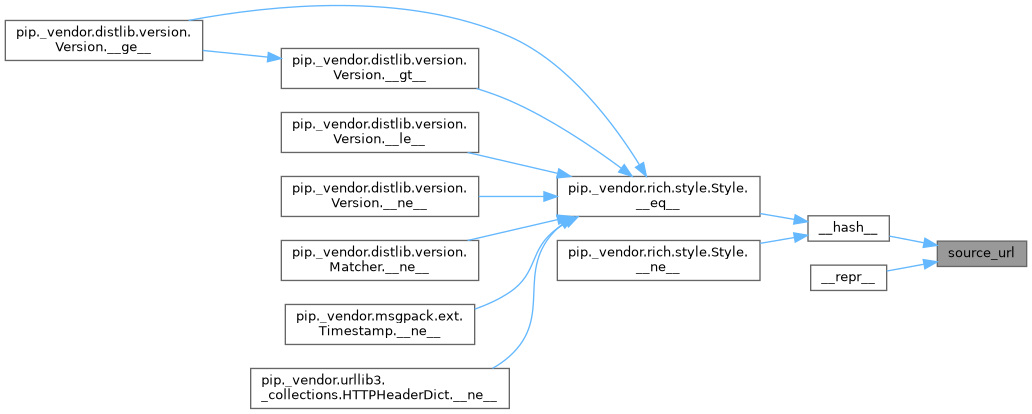 pip._vendor.distlib.version.
Version.__ge__
pip._vendor.distlib.version.
Version.__gt__
pip._vendor.distlib.version.
Version.__le__
pip._vendor.distlib.version.
Version.__ne__
pip._vendor.distlib.version.
Matcher.__ne__
pip._vendor.msgpack.ext.
Timestamp.__ne__
pip._vendor.urllib3.
_collections.HTTPHeaderDict.__ne__
pip._vendor.rich.style.Style.
__eq__
pip._vendor.rich.style.Style.
__ne__
__hash__
__repr__
source_url